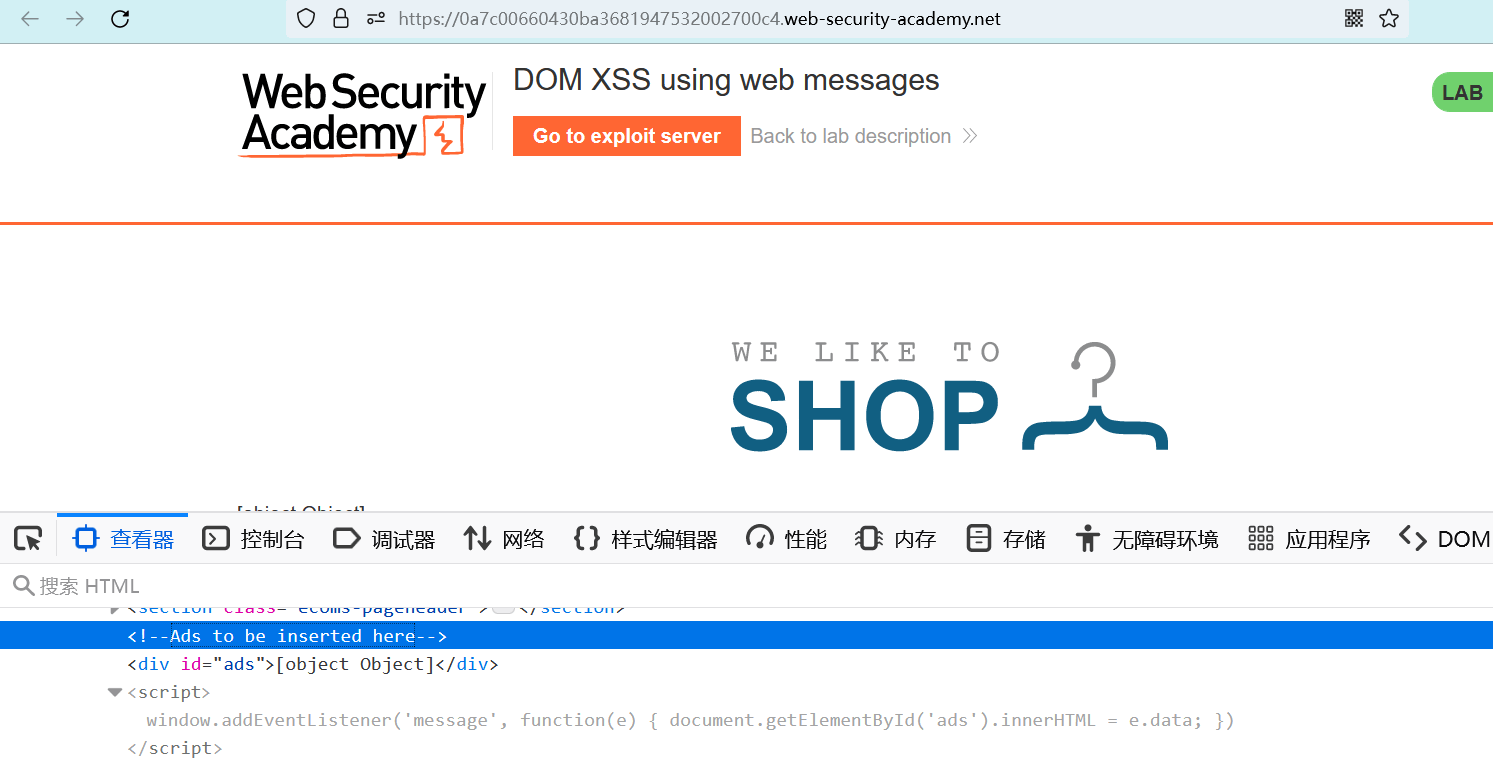 https://0a7c00660430ba3681947532002700c4.web-security-academy.net
Web Security
Academy
DOM XSS using web messages
LAB
Go to exploit server
Back to lab description
WE LIKE TO
SHOP
[object Object]
查看器 控制台 调试器 网络 样式编辑器 性能 内存 存储 无障碍环境 应用程序 DOM
搜索 HTML
<section class="ecoms-pageheader"></section>
<!--Ads to be inserted here-->
<div id="ads">[object Object]</div>
<script>
window.addEventListener('message', function(e) { document.getElementById('ads').innerHTML = e.data; })
</script>